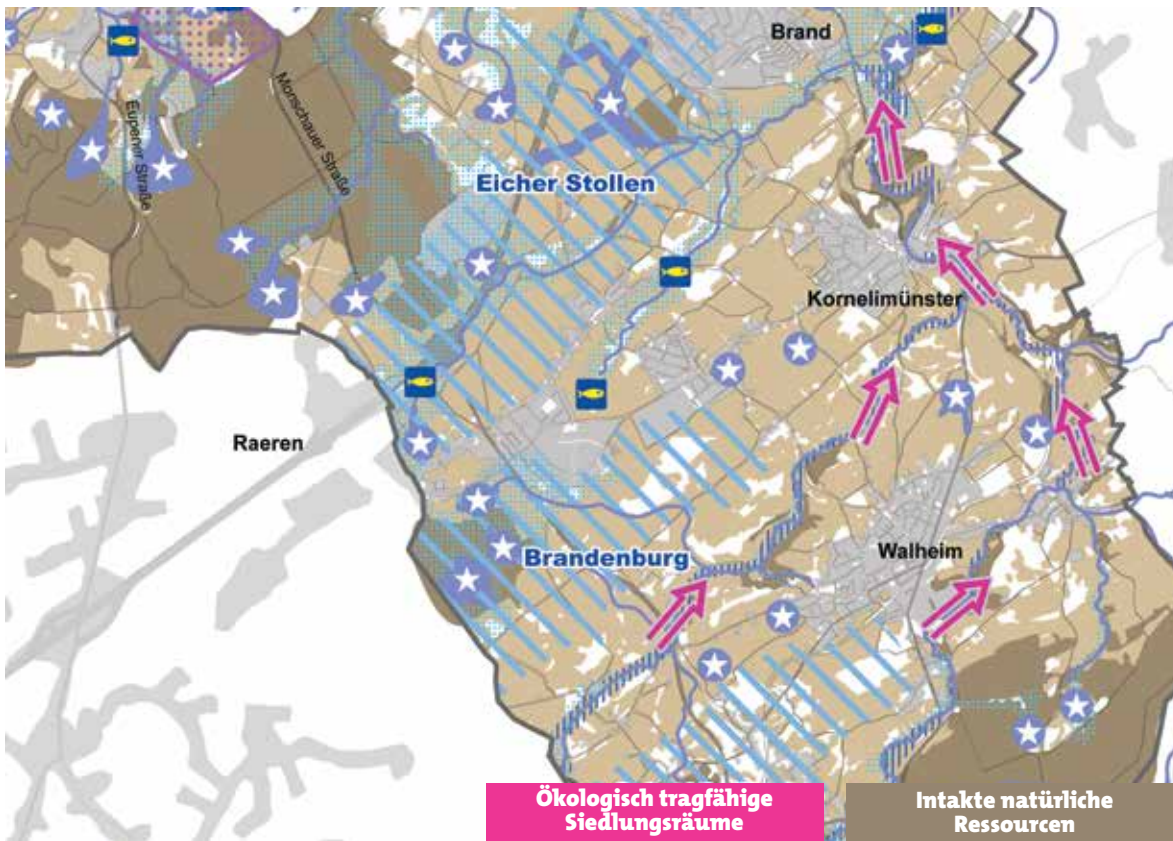 Brand
Eupener Straße
Monschauer Straße
Eicher Stollen
Kornelimünster
Raeren
Brandenburg
Walheim
Ökologisch tragfähige
Siedlungsräume
Intakte natürliche
Ressourcen